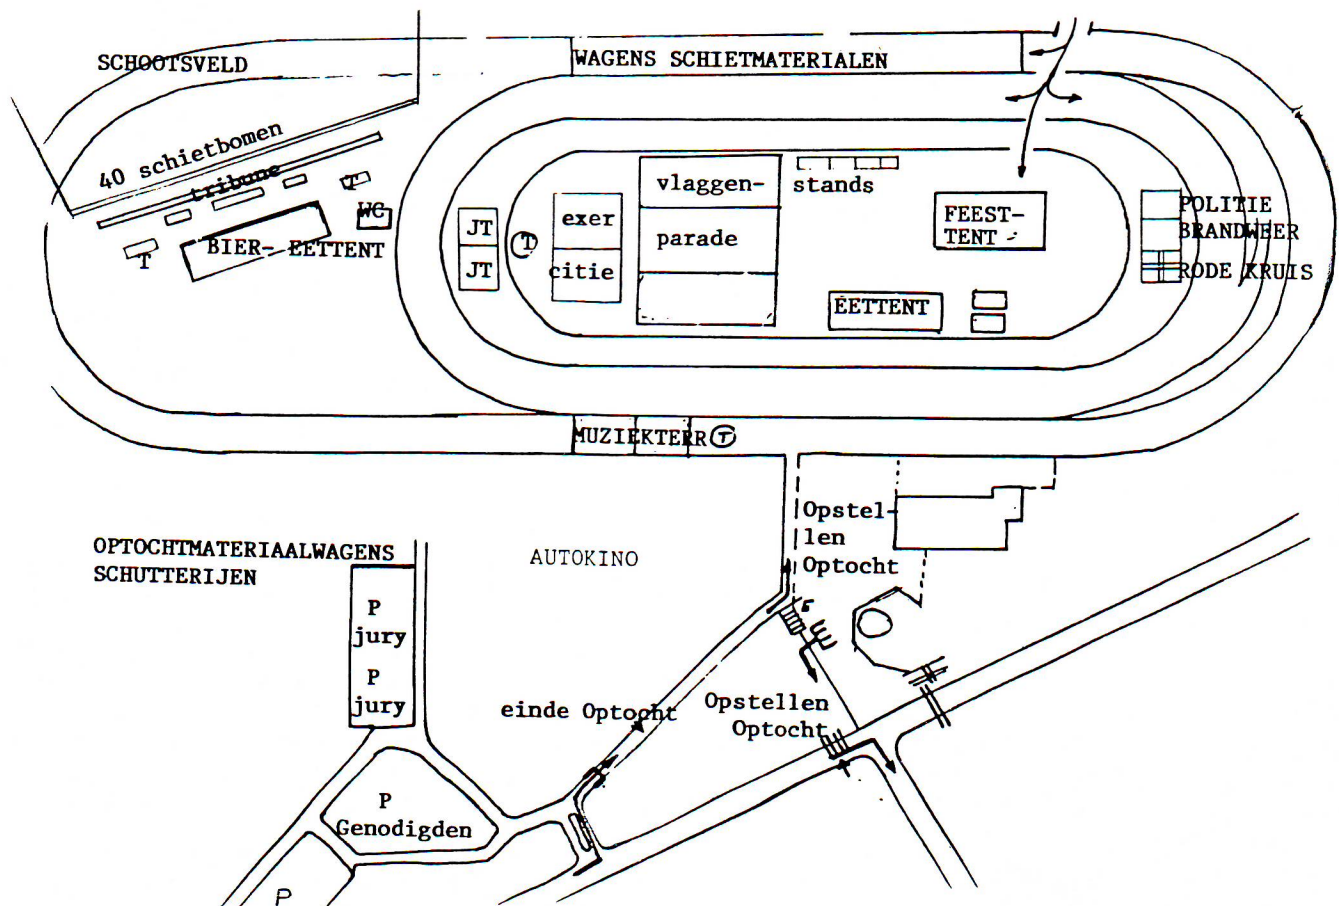 SCHOOTSVELD
WAGENS SCHIETMATERIALEN
40 schietbomen
tribune
T
WC
BIER- EETTENT
T
JT
JT
T
exer
citie
vlaggen-
parade
stands
FEEST-
TENT
EETTENT
POLITIE
BRANDWEER
RODE KRUIS
MUZIEKTERR T
OPTOCHTMATERIAALWAGENS
SCHUTTERIJEN
AUTOKINO
Opstel-
len
Optocht
P
jury
P
jury
einde Optocht
Opstellen
Optocht
P
Genodigden
P